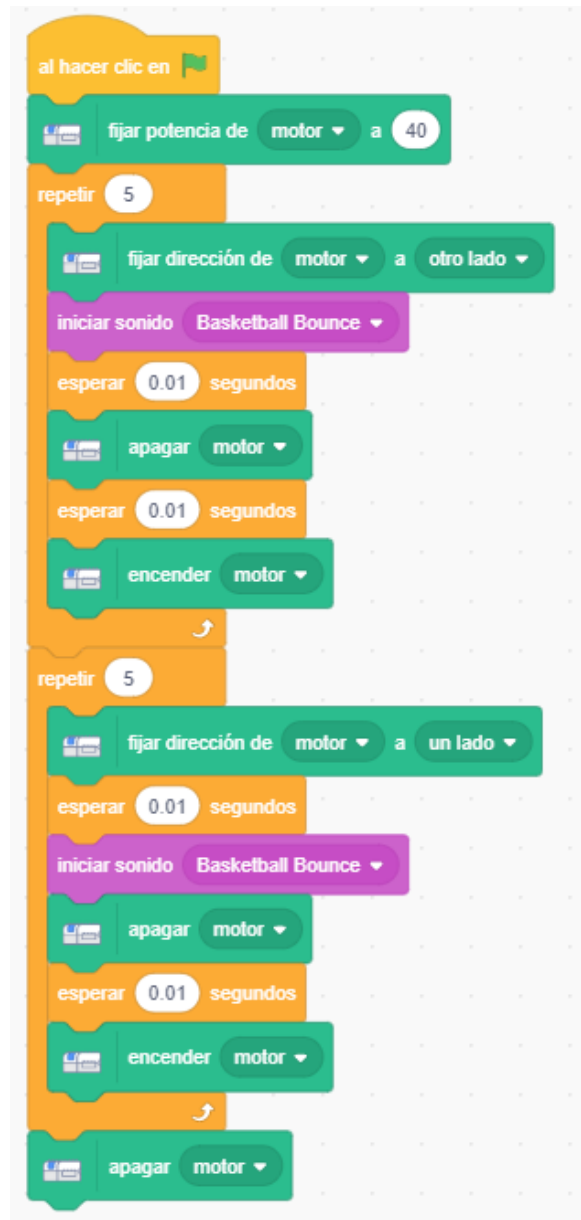 al hacer clic en
fijar potencia de motor a 40
repetir 5
fijar dirección de motor a otro lado
iniciar sonido Basketball Bounce
esperar 0.01 segundos
apagar motor
esperar 0.01 segundos
encender motor
repetir 5
fijar dirección de motor a un lado
esperar 0.01 segundos
iniciar sonido Basketball Bounce
apagar motor
esperar 0.01 segundos
encender motor
apagar motor